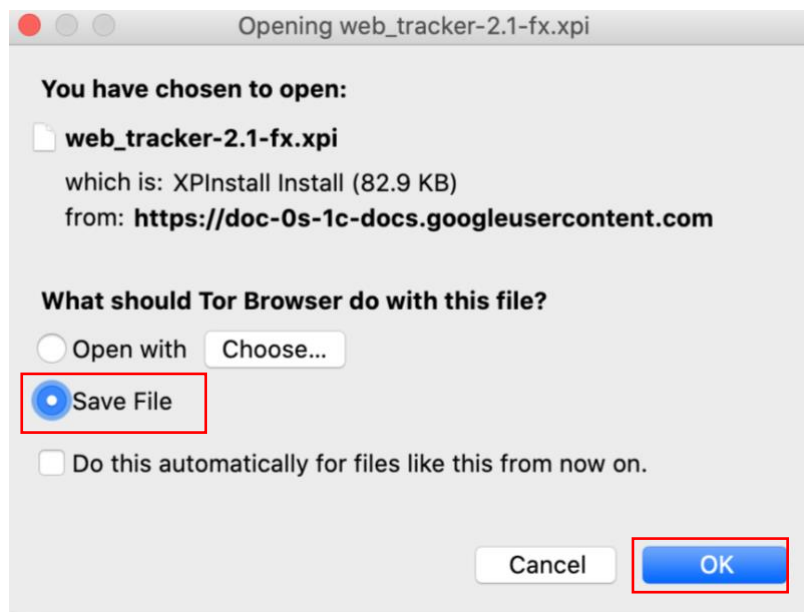 Opening web_tracker-2.1-fx.xpi
You have chosen to open:
web_tracker-2.1-fx.xpi
which is: XPInstall Install (82.9 KB)
from: https://doc-0s-1c-docs.googleusercontent.com
What should Tor Browser do with this file?
Open with Choose...
Save File
Do this automatically for files like this from now on.
Cancel OK